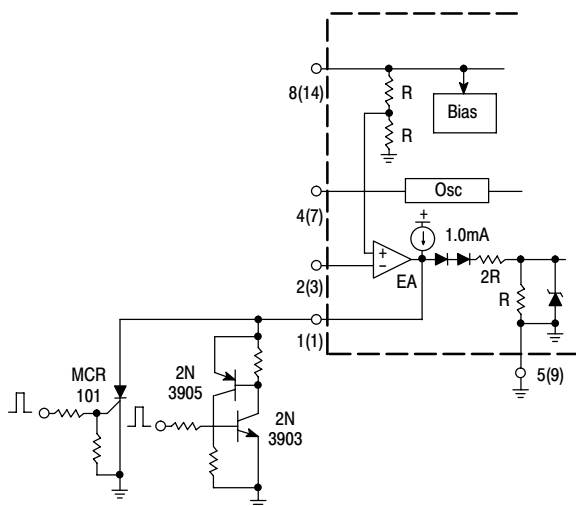 8(14)
R
R
Bias
4(7)
Osc
+
1.0mA
+
−
2(3)
EA
2R
R
1(1)
5(9)
MCR
101
2N
3905
2N
3903